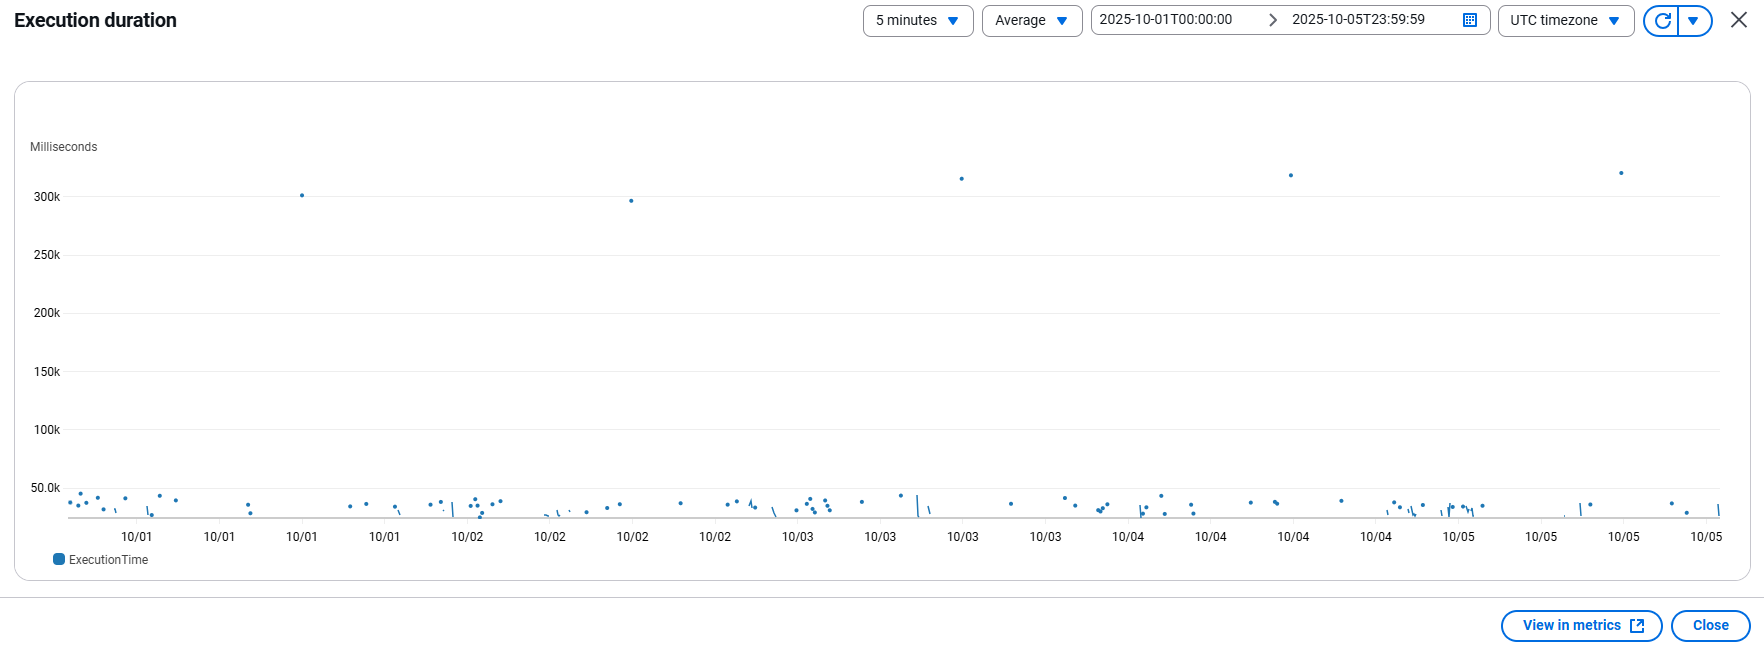 Execution duration
5 minutes
Average
2025-10-01T00:00:00
2025-10-05T23:59:59
UTC timezone
Milliseconds
300k
250k
200k
150k
100k
50.0k
10/01 10/01 10/01 10/01 10/02 10/02 10/02 10/02 10/03 10/03 10/03 10/03 10/04 10/04 10/04 10/04 10/05 10/05 10/05 10/05
ExecutionTime
View in metrics
Close